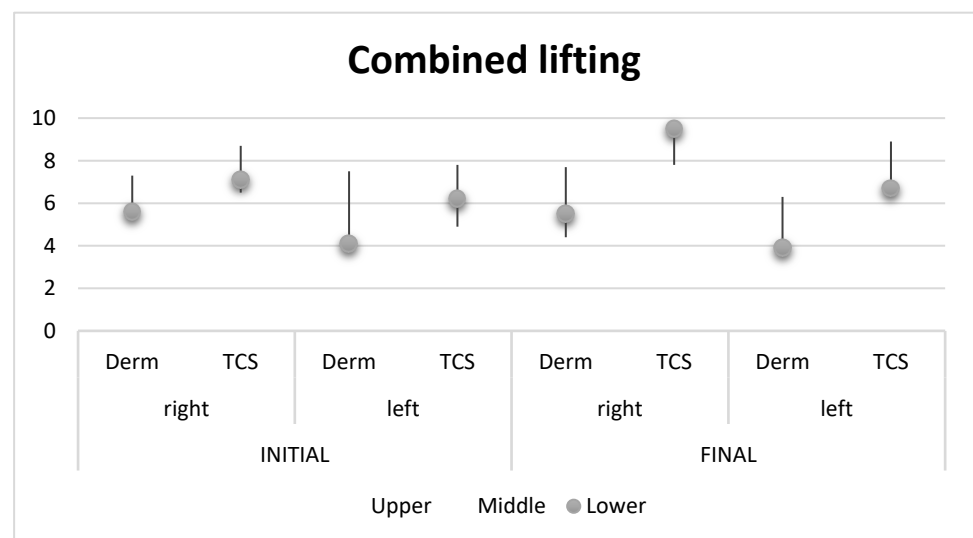 Combined lifting
10
8
6
4
2
0
Derm TCS Derm TCS Derm TCS Derm TCS
right left right left
INITIAL FINAL
Upper Middle Lower